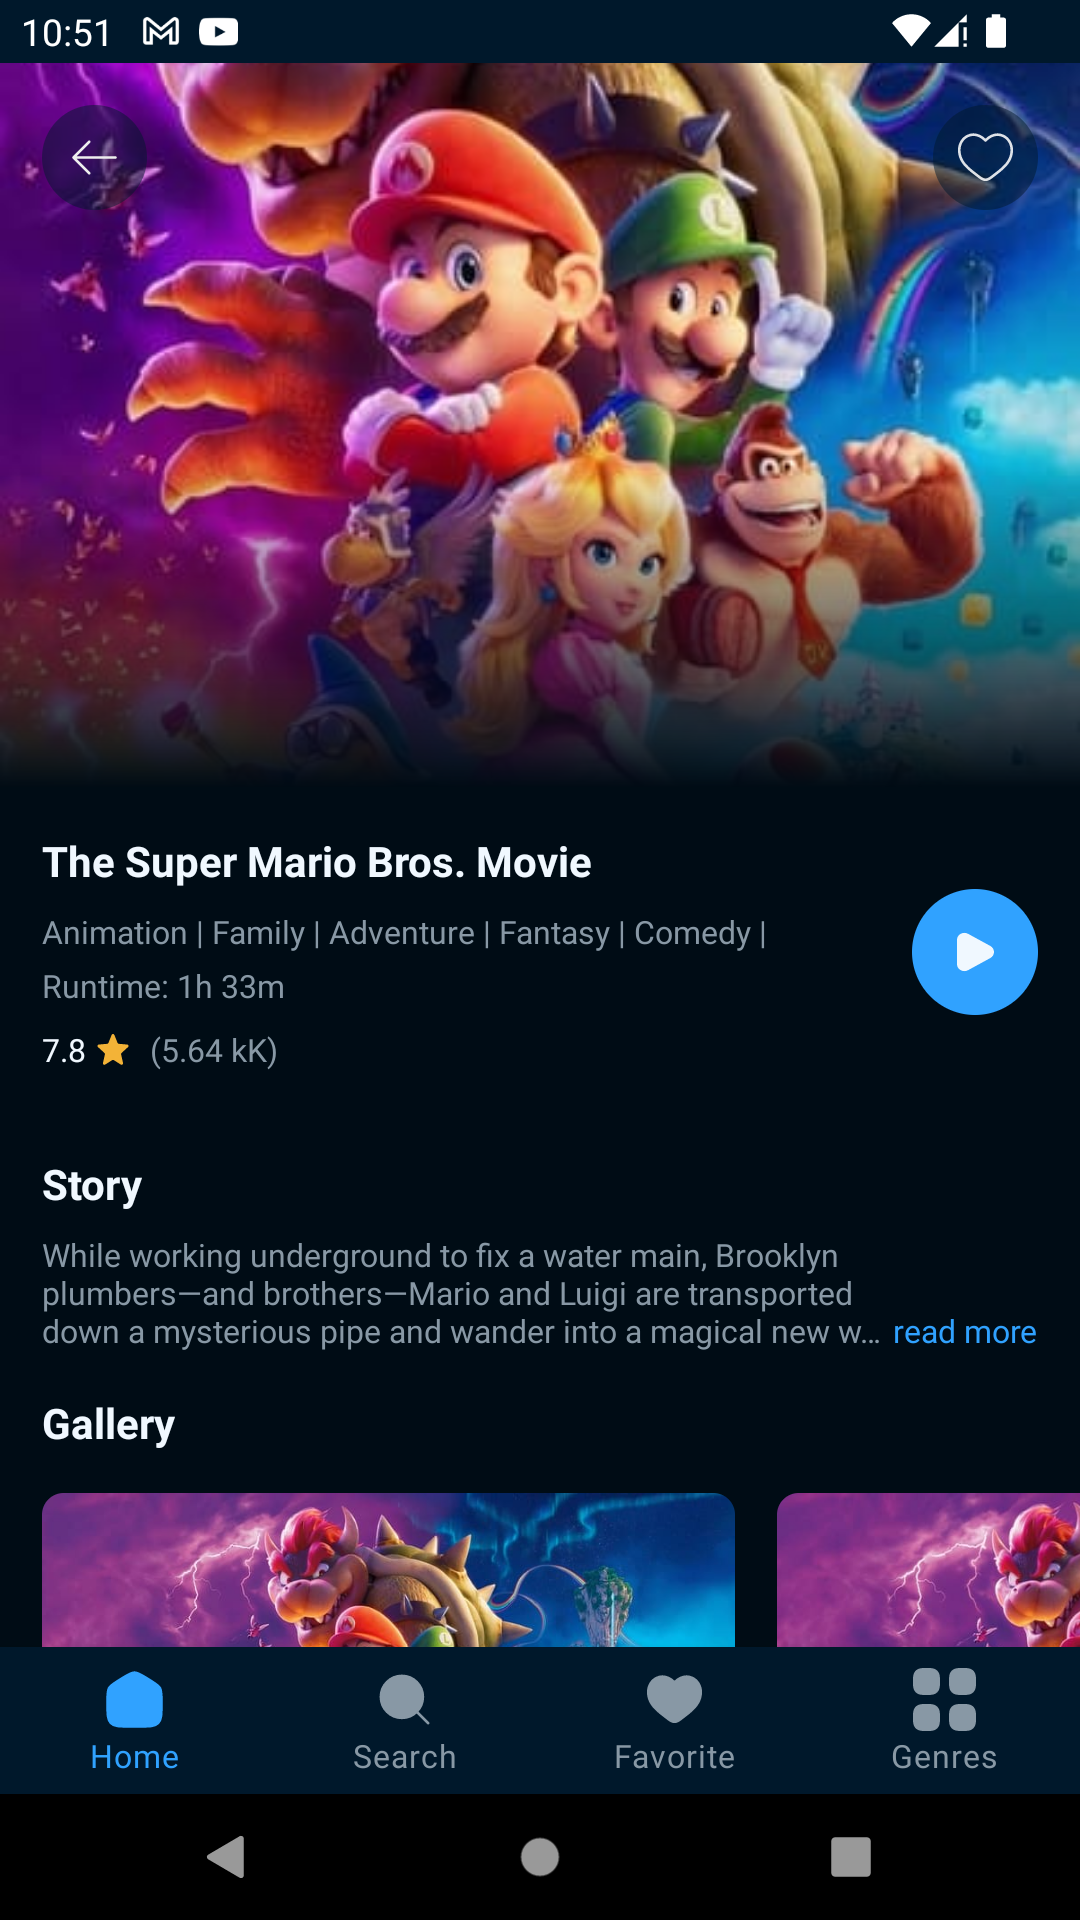 10:51
The Super Mario Bros. Movie
Animation | Family | Adventure | Fantasy | Comedy |
Runtime: 1h 33m
7.8 (5.64 kK)
Story
While working underground to fix a water main, Brooklyn
plumbers—and brothers—Mario and Luigi are transported
down a mysterious pipe and wander into a magical new w… read more
Gallery
Home
Search
Favorite
Genres